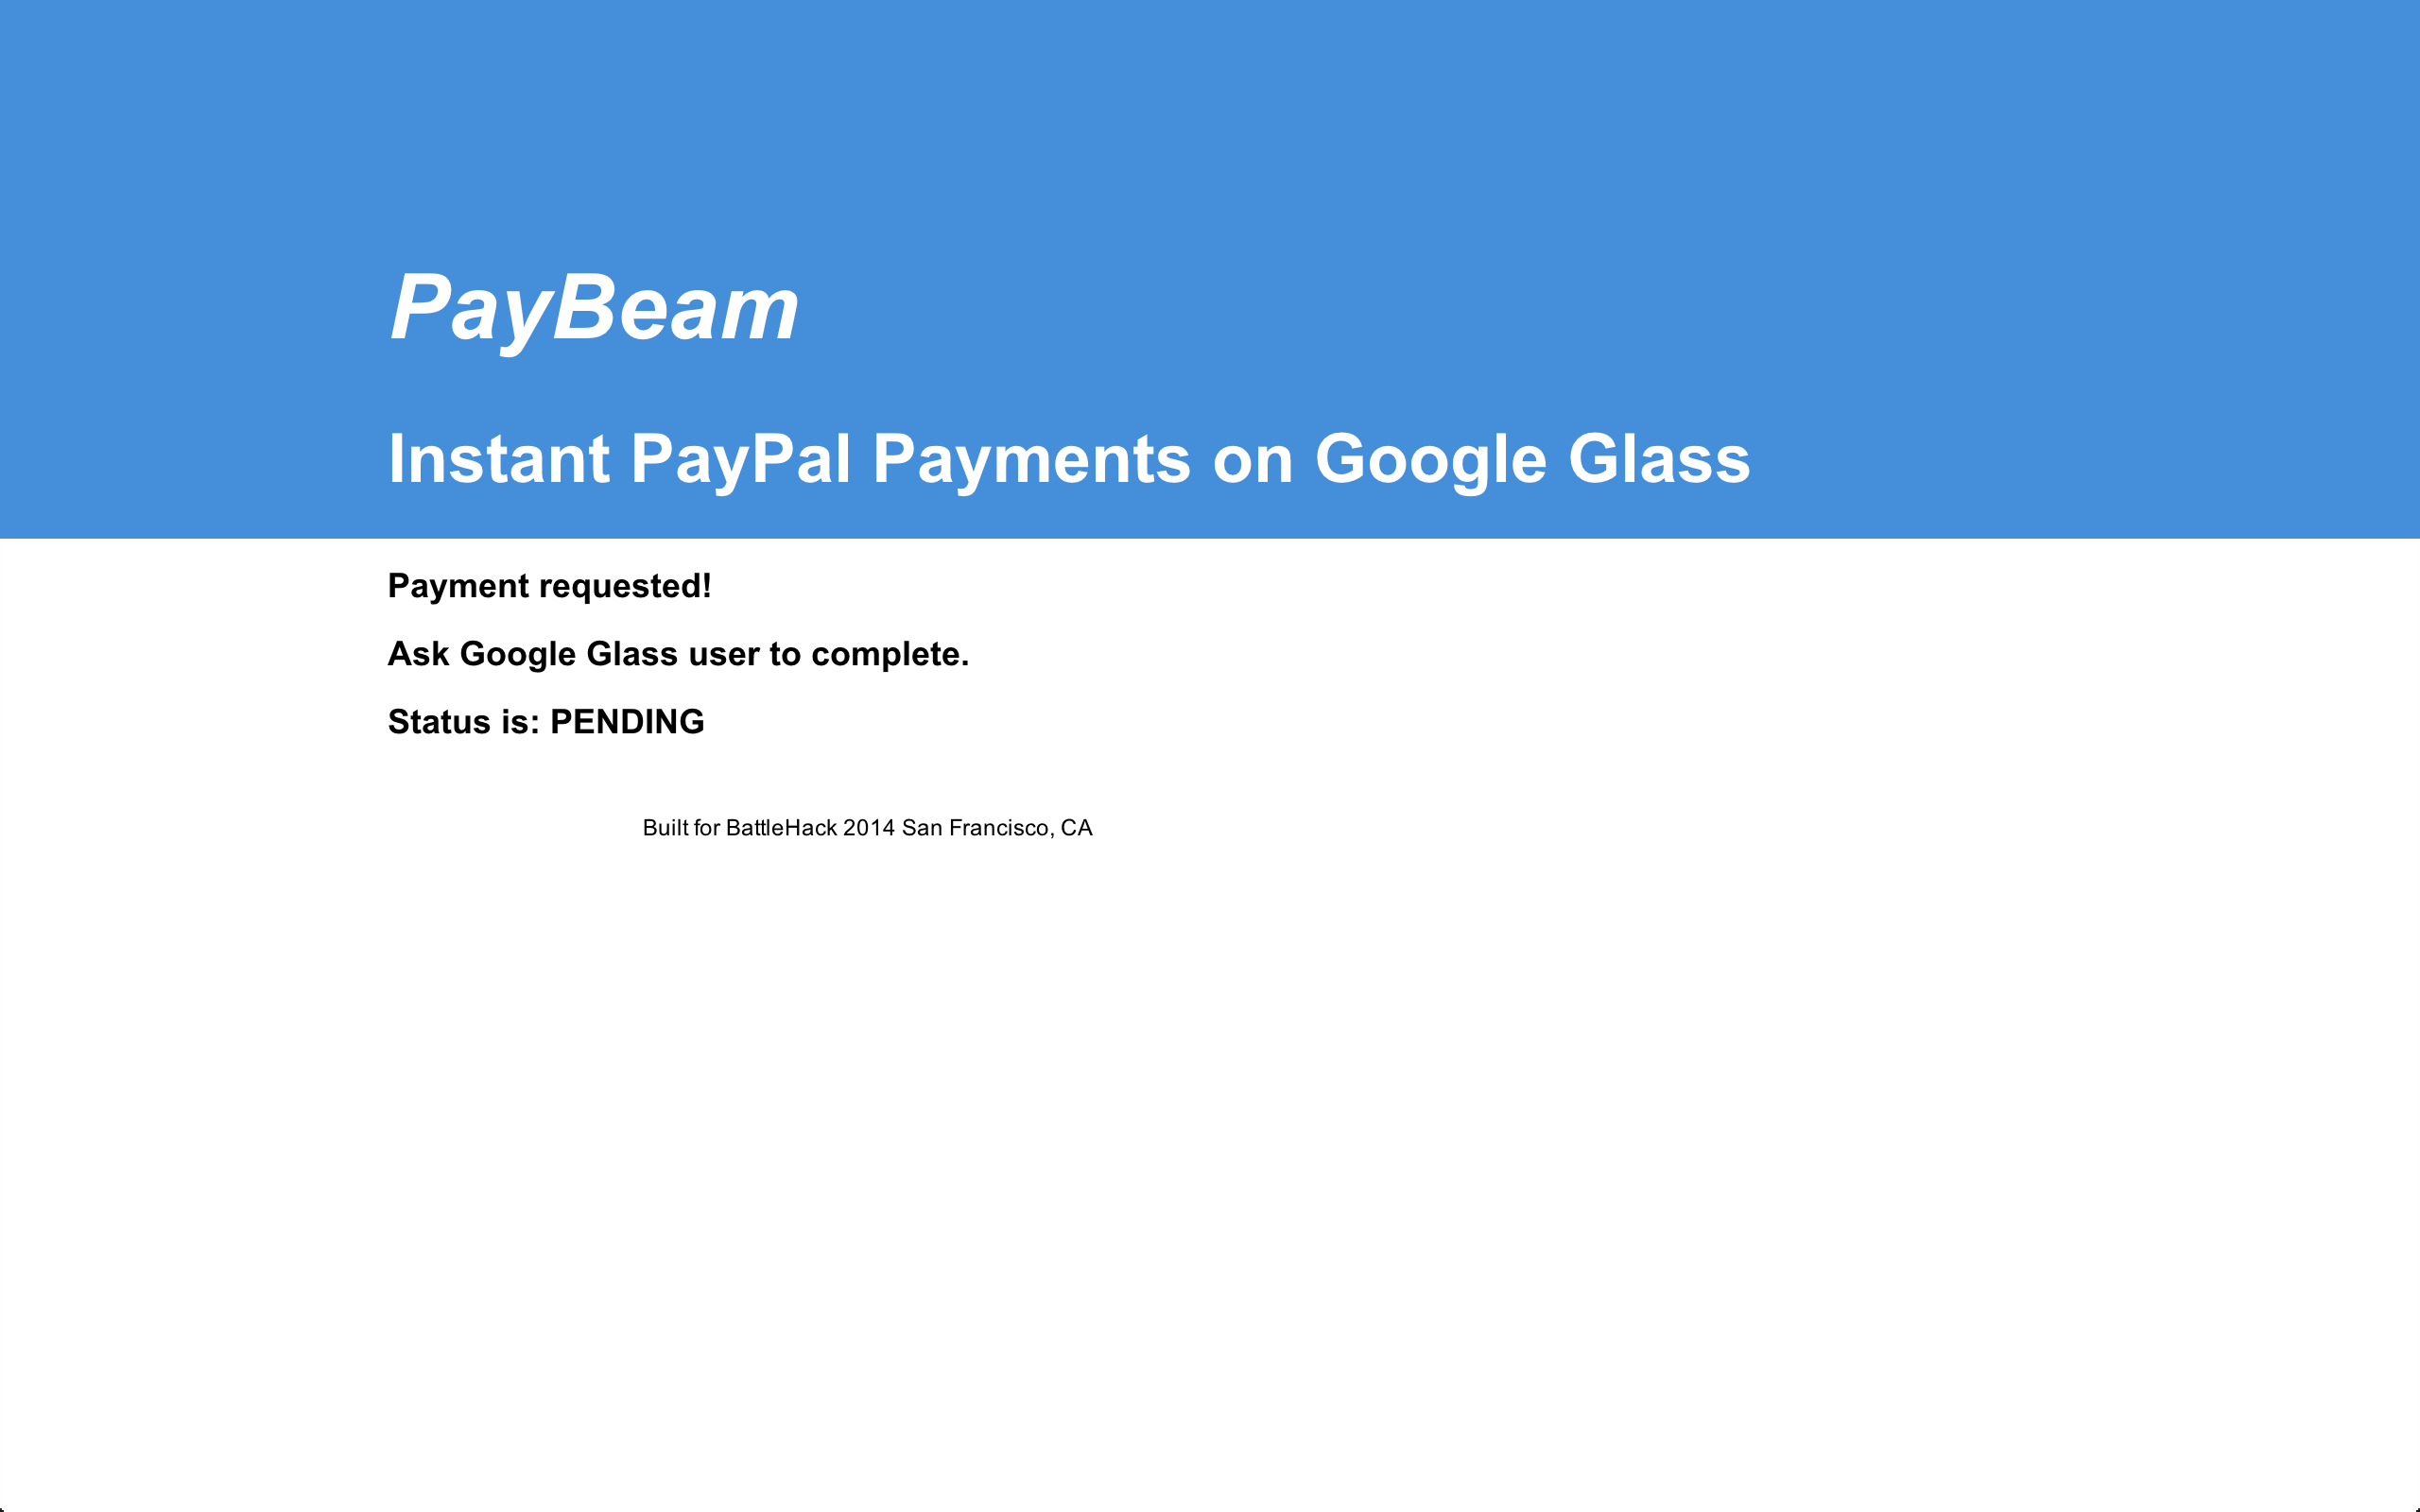 PayBeam
Instant PayPal Payments on Google Glass
Payment requested!
Ask Google Glass user to complete.
Status is: PENDING
Built for BattleHack 2014 San Francisco, CA